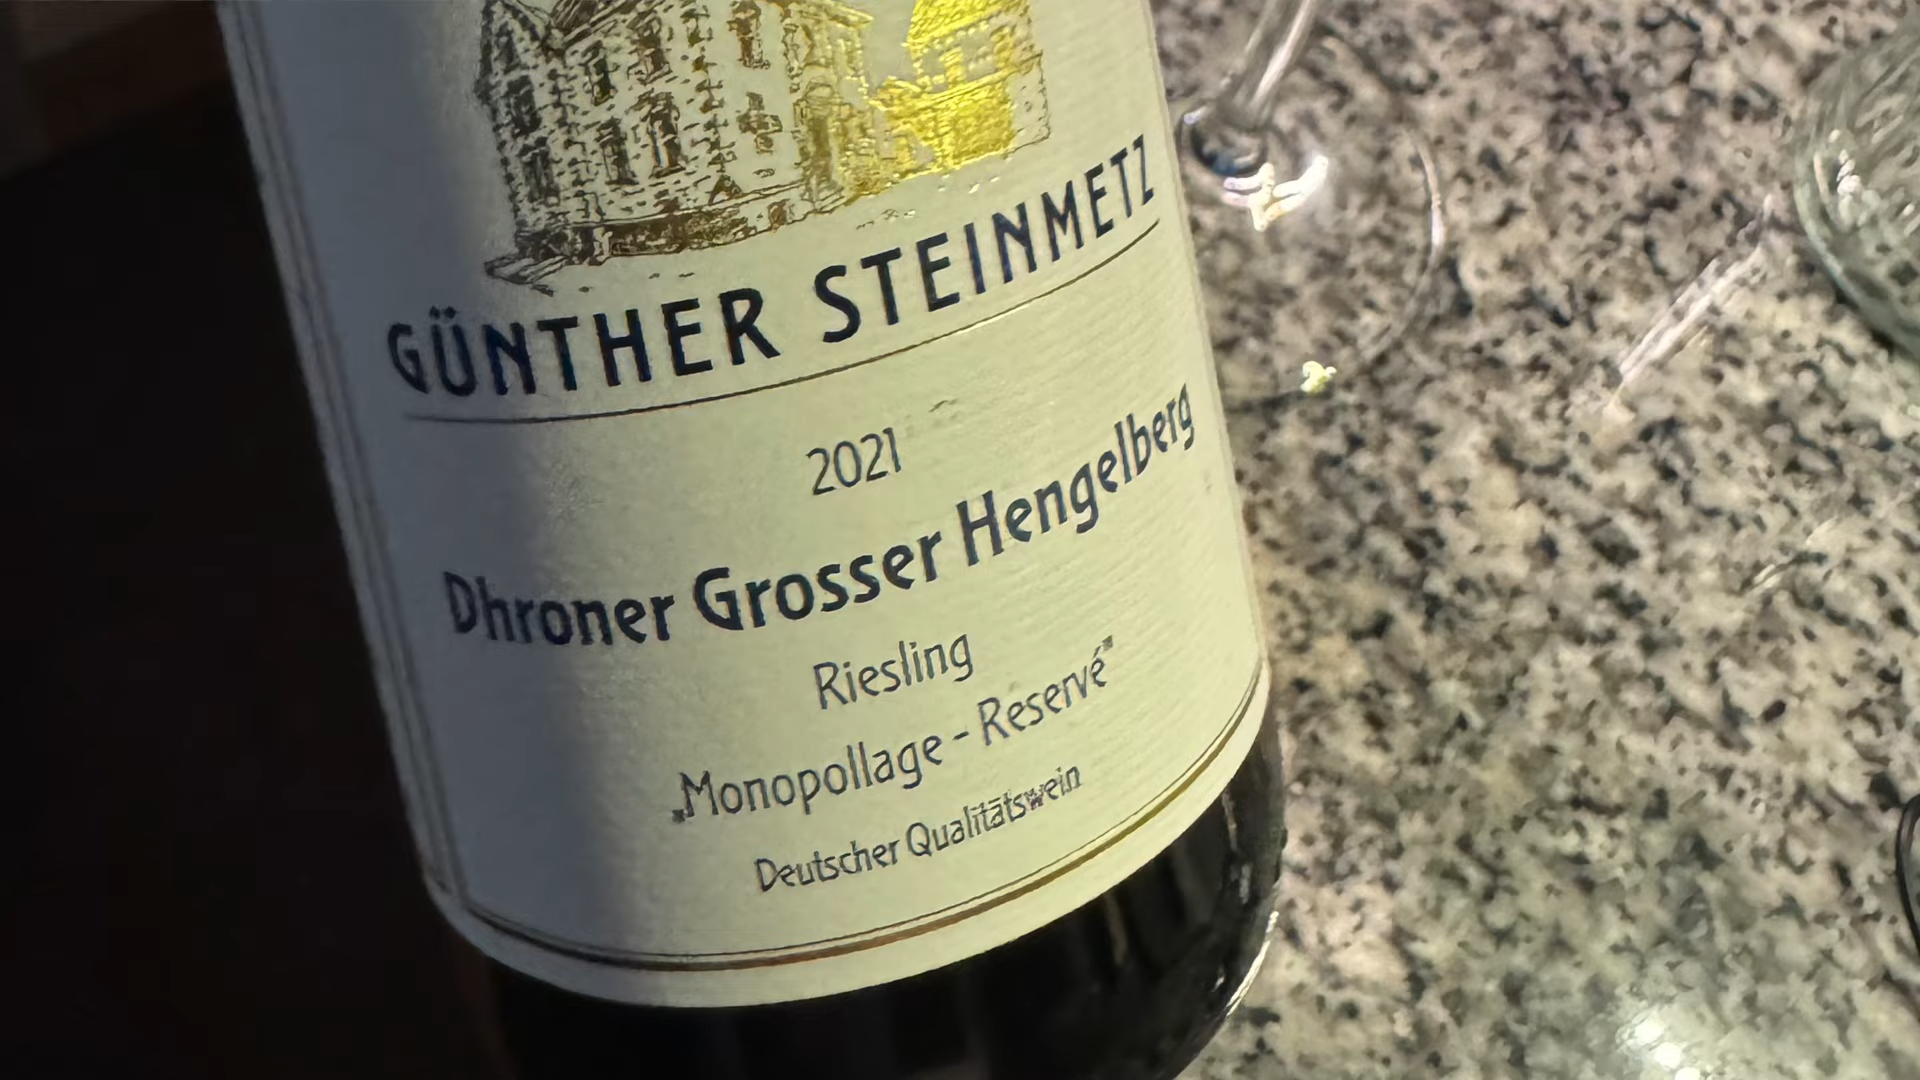 GÜNTHER STEINMETZ
2021
Dhroner Grosser Hengelberg
Riesling
„Monopollage - Reservé"
Deutscher Qualitätswein